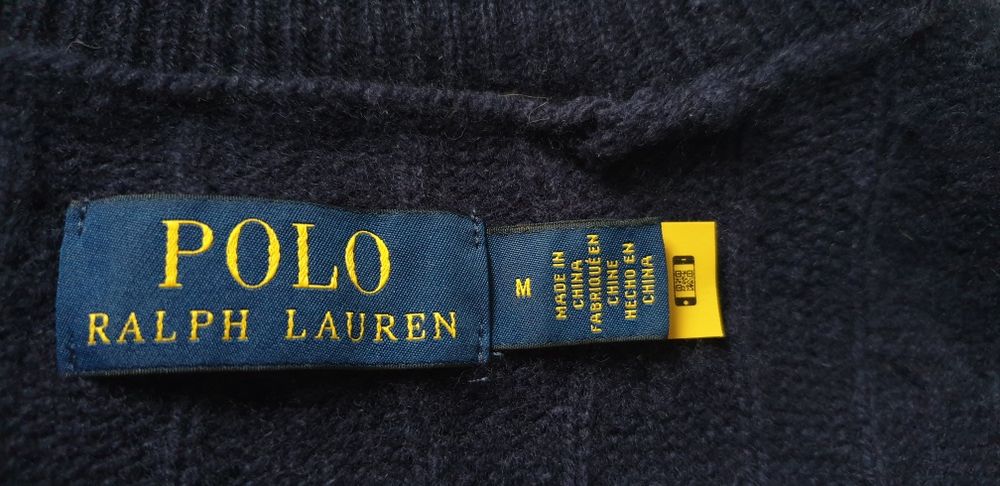 POLO
RALPH LAUREN
M
MADE IN
CHINA
FABRIQUÉ EN
CHINE
HECHO EN
CHINA